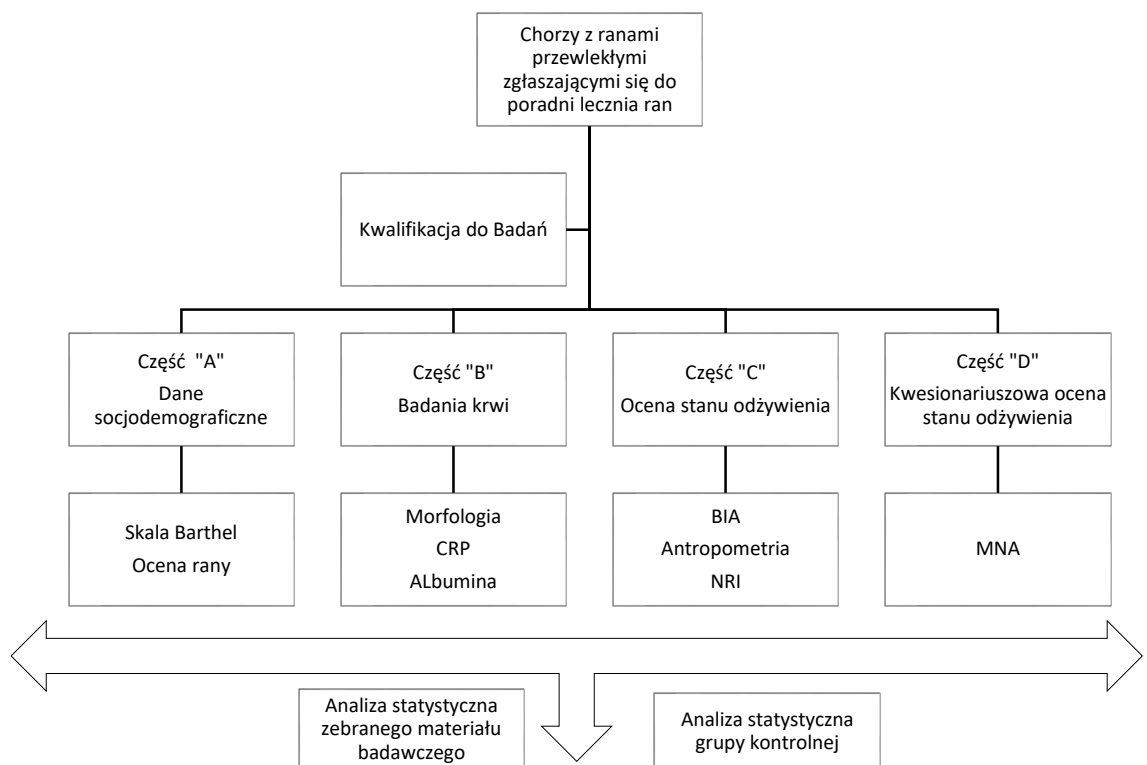 Chorzy z ranami
przewlekłymi
zgłaszającymi się do
poradni lecznia ran
Kwalifikacja do Badań
Część "A"
Dane
socjodemograficzne
Część "B"
Badania krwi
Część "C"
Ocena stanu odżywienia
Część "D"
Kwesionariuszowa ocena
stanu odżywienia
Skala Barthel
Ocena rany
Morfologia
CRP
ALbumina
BIA
Antropometria
NRI
MNA
Analiza statystyczna
zebranego materiału
badawczego
Analiza statystyczna
grupy kontrolnej